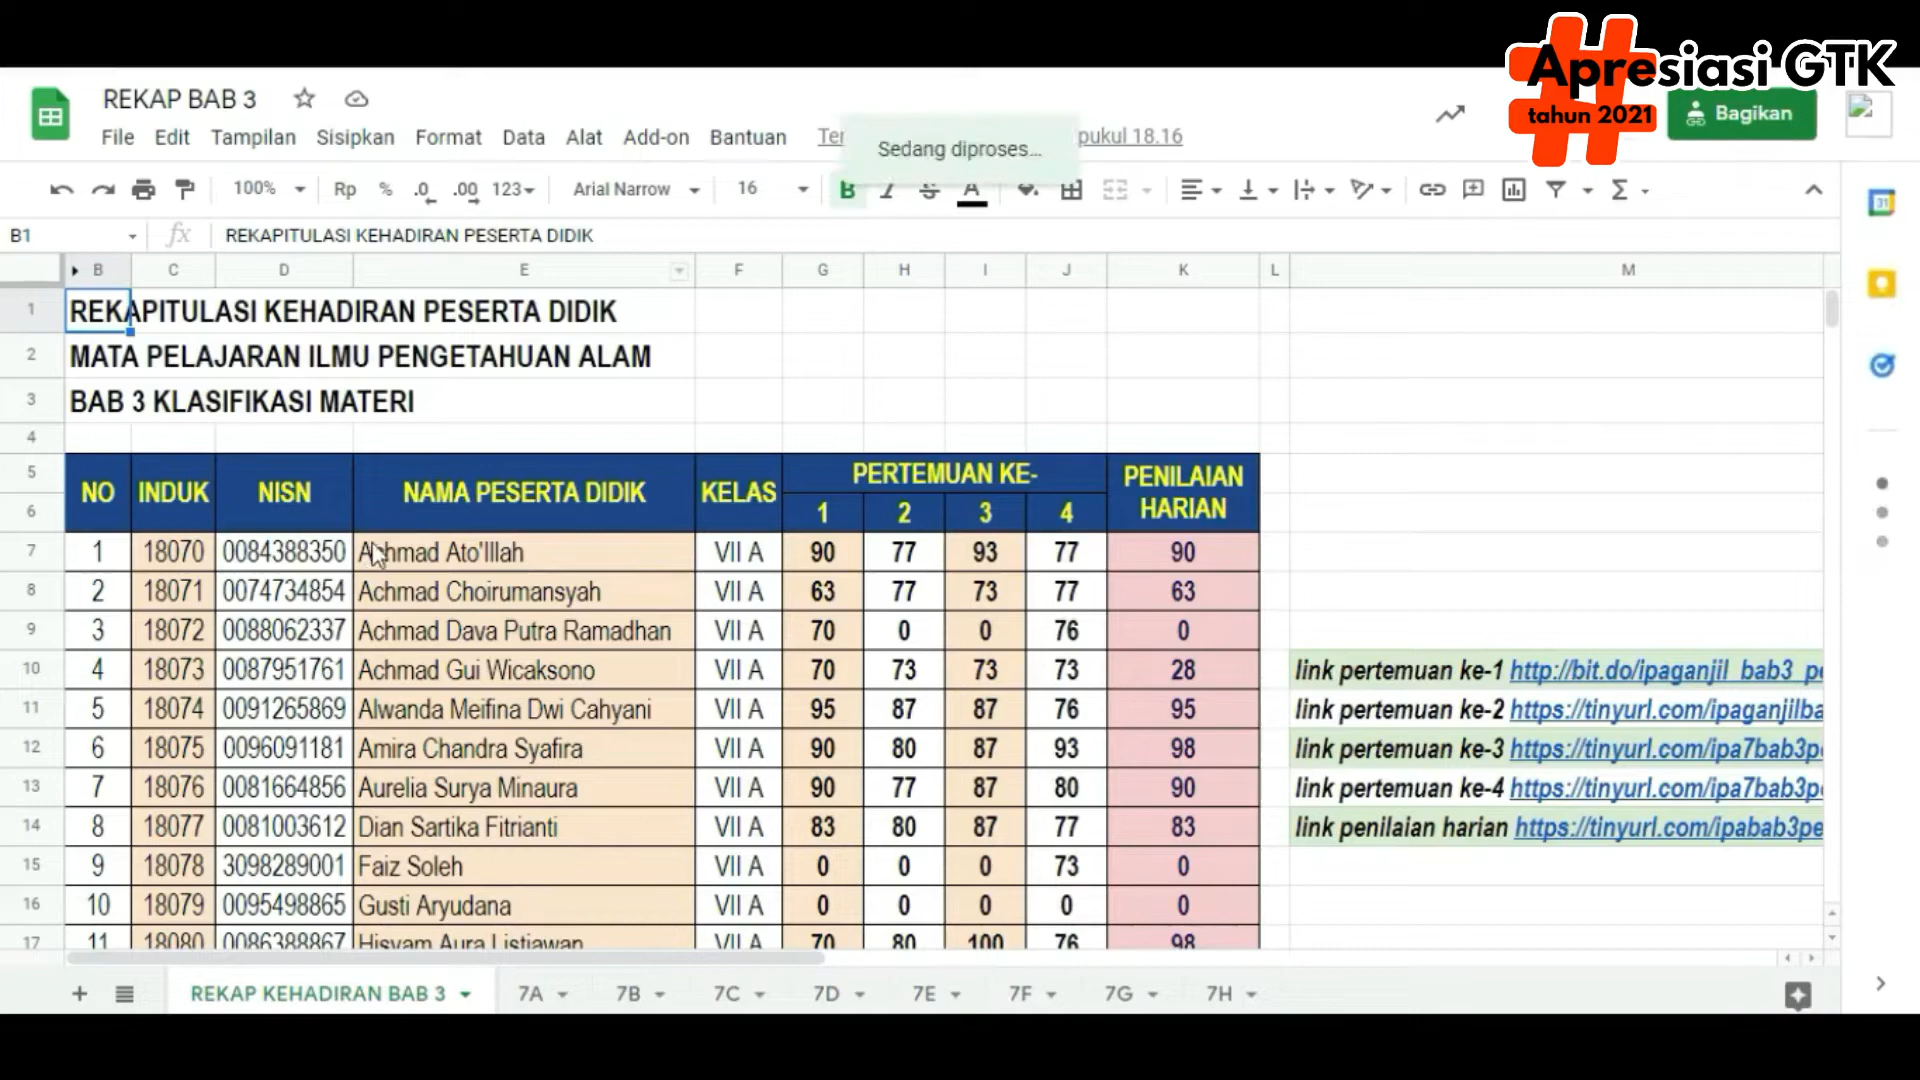 #Apresiasi GTK
tahun 2021
REKAP BAB 3
Bagikan
File Edit Tampilan Sisipkan Format Data Alat Add-on Bantuan
pukul 18.16
Sedang diproses...
100% Rp % .0 .00 123 Arial Narrow 16 B I S A
B1 fx REKAPITULASI KEHADIRAN PESERTA DIDIK
B C D E F G H I J K L M
1 REKAPITULASI KEHADIRAN PESERTA DIDIK
2 MATA PELAJARAN ILMU PENGETAHUAN ALAM
3 BAB 3 KLASIFIKASI MATERI
4
5 NO INDUK NISN NAMA PESERTA DIDIK KELAS PERTEMUAN KE- PENILAIAN HARIAN
6 1 2 3 4
7 1 18070 0084388350 Achmad Ato'Illah VII A 90 77 93 77 90
8 2 18071 0074734854 Achmad Choirumansyah VII A 63 77 73 77 63
9 3 18072 0088062337 Achmad Dava Putra Ramadhan VII A 70 0 0 76 0
10 4 18073 0087951761 Achmad Gui Wicaksono VII A 70 73 73 73 28 link pertemuan ke-1 http://bit.do/ipaganjil_bab3_pe
11 5 18074 0091265869 Alwanda Meifina Dwi Cahyani VII A 95 87 87 76 95 link pertemuan ke-2 https://tinyurl.com/ipaganjilba
12 6 18075 0096091181 Amira Chandra Syafira VII A 90 80 87 93 98 link pertemuan ke-3 https://tinyurl.com/ipa7bab3pe
13 7 18076 0081664856 Aurelia Surya Minaura VII A 90 77 87 80 90 link pertemuan ke-4 https://tinyurl.com/ipa7bab3pe
14 8 18077 0081003612 Dian Sartika Fitrianti VII A 83 80 87 77 83 link penilaian harian https://tinyurl.com/ipabab3pe
15 9 18078 3098289001 Faiz Soleh VII A 0 0 0 73 0
16 10 18079 0095498865 Gusti Aryudana VII A 0 0 0 0 0
17 11 18080 0086388867 Hisyam Aura Listiawan VII A 70 80 100 76 98
REKAP KEHADIRAN BAB 3 7A 7B 7C 7D 7E 7F 7G 7H